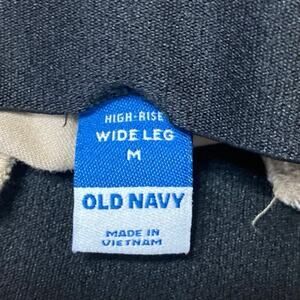 HIGH-RISE
WIDE LEG
M
OLD NAVY
MADE IN
VIETNAM